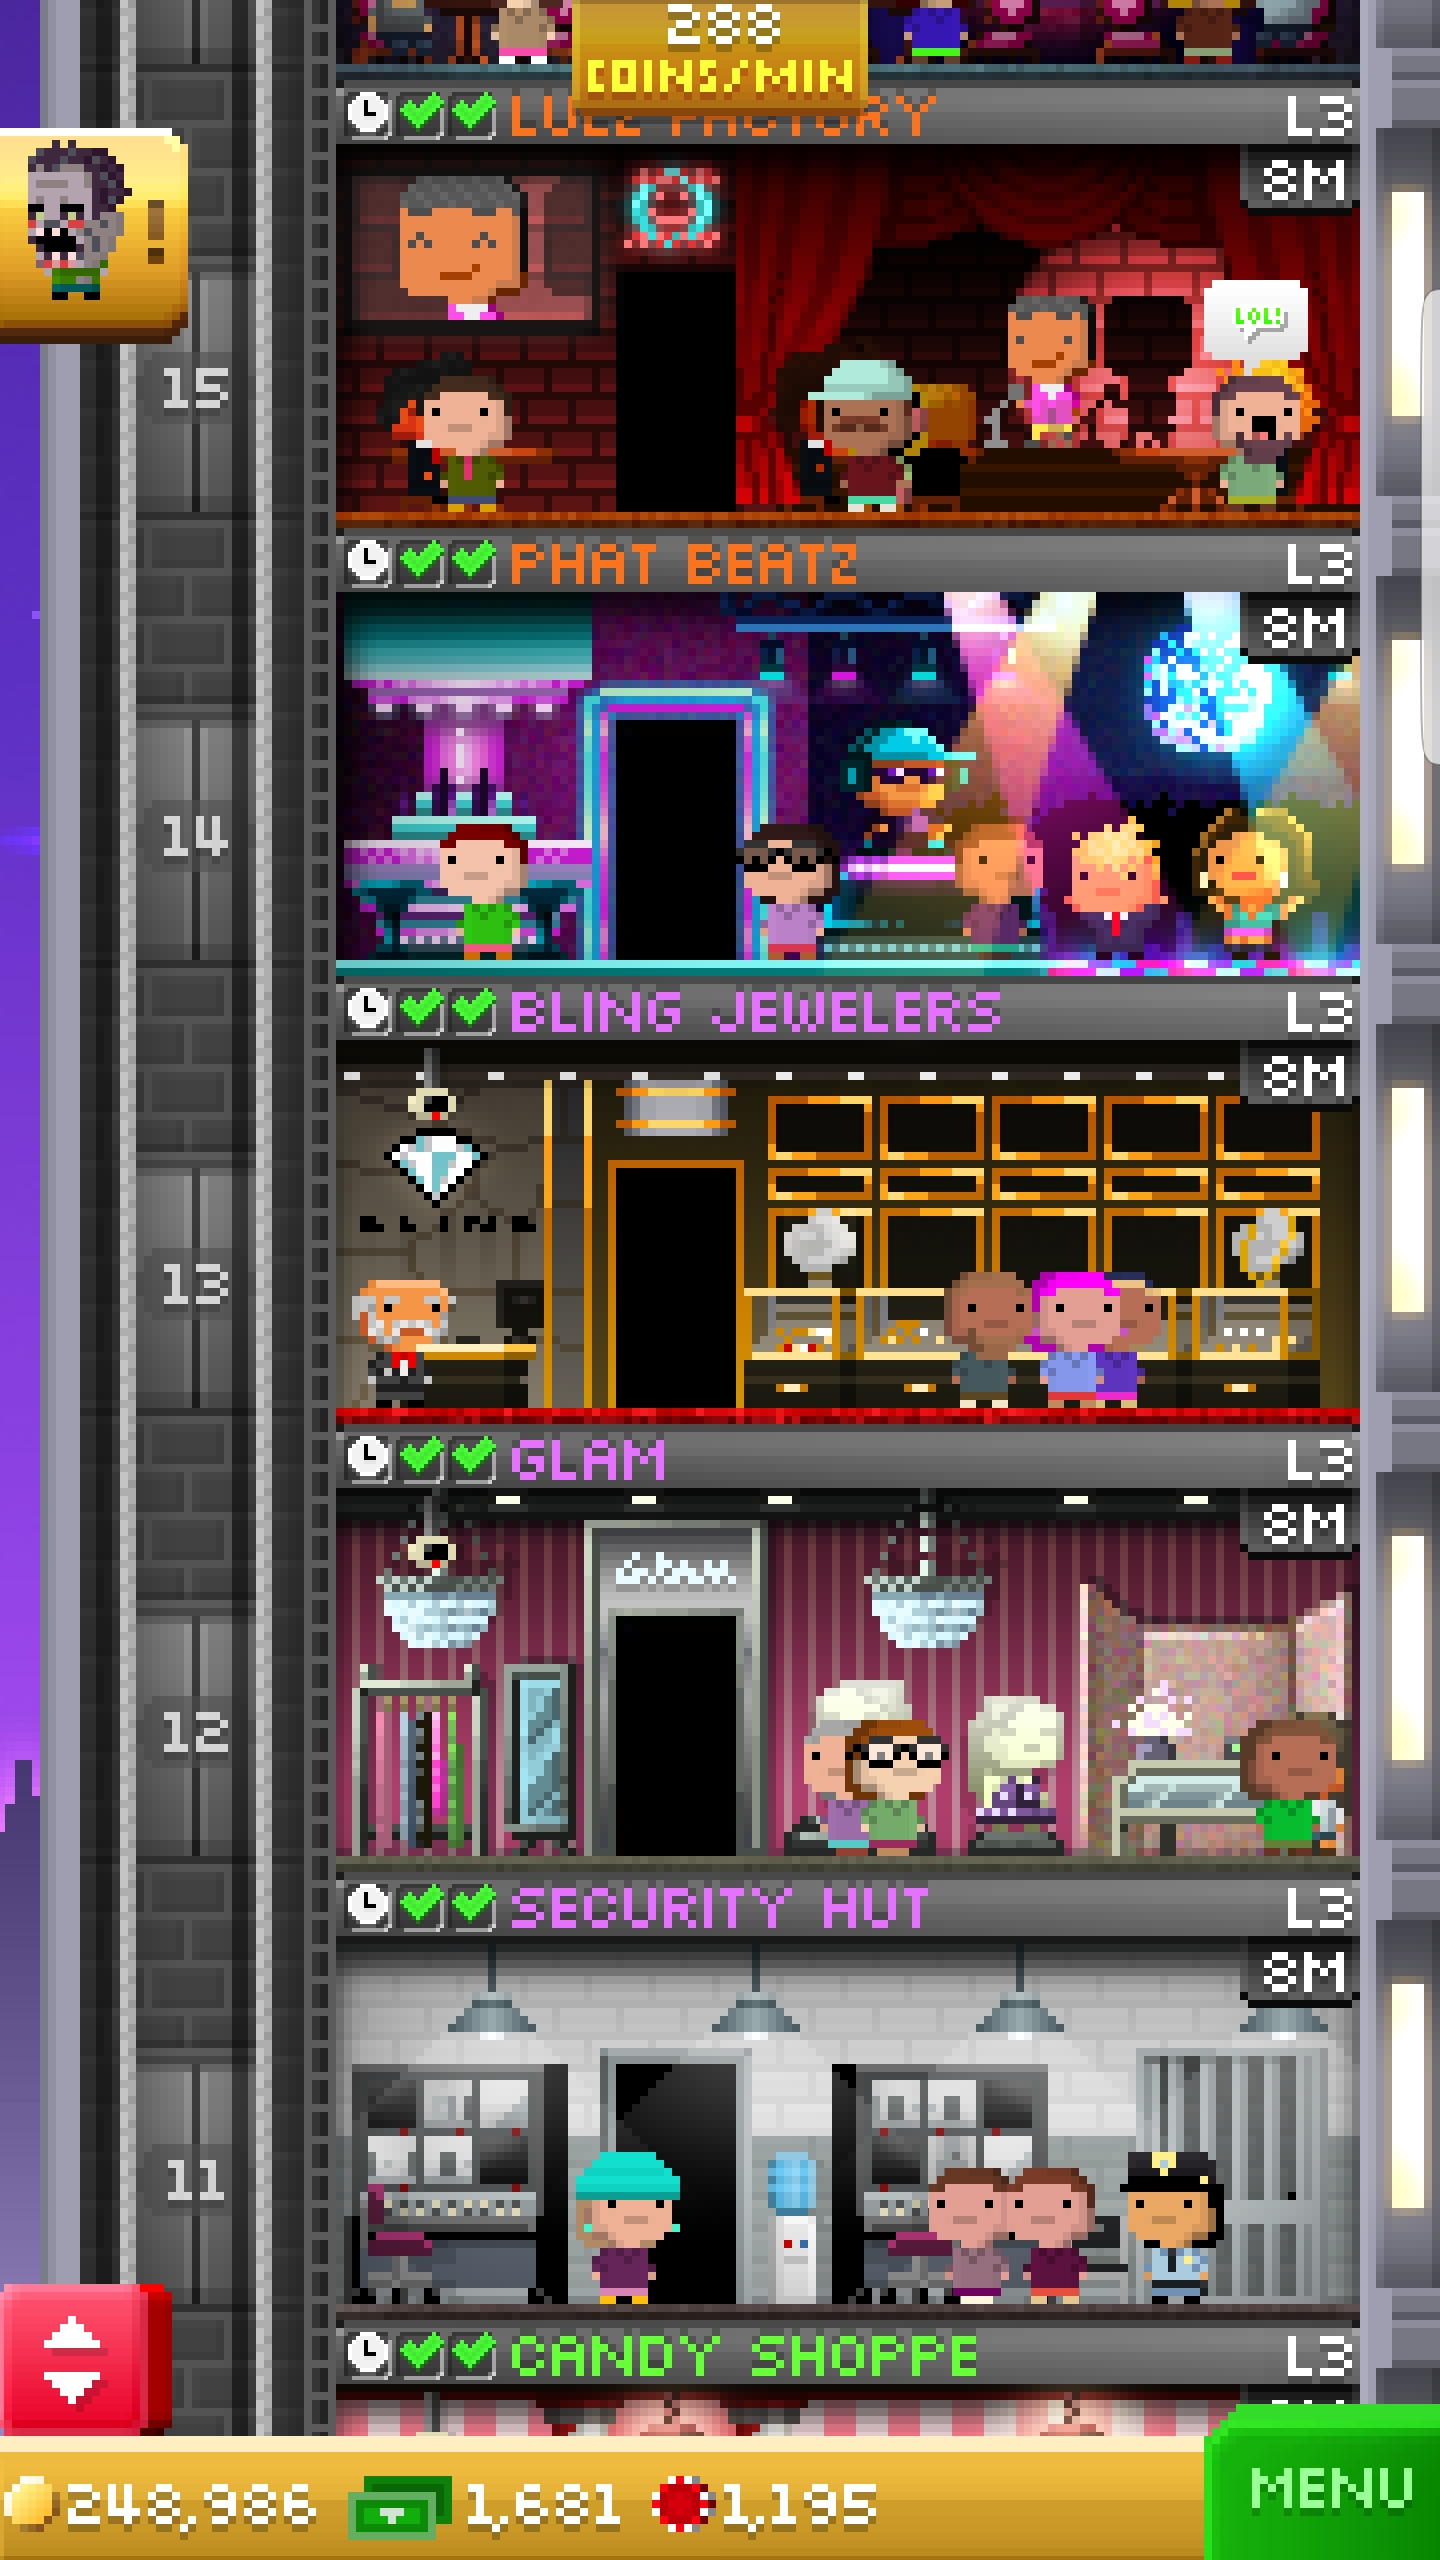 288
COINS/MIN
LULZ FACTORY L3
8M
LOL!
15
PHAT BEATZ L3
8M
14
BLING JEWELERS L3
8M
BLING
13
GLAM L3
8M
Glam
12
SECURITY HUT L3
8M
11
CANDY SHOPPE L3
248,986 1,681 1,195
MENU